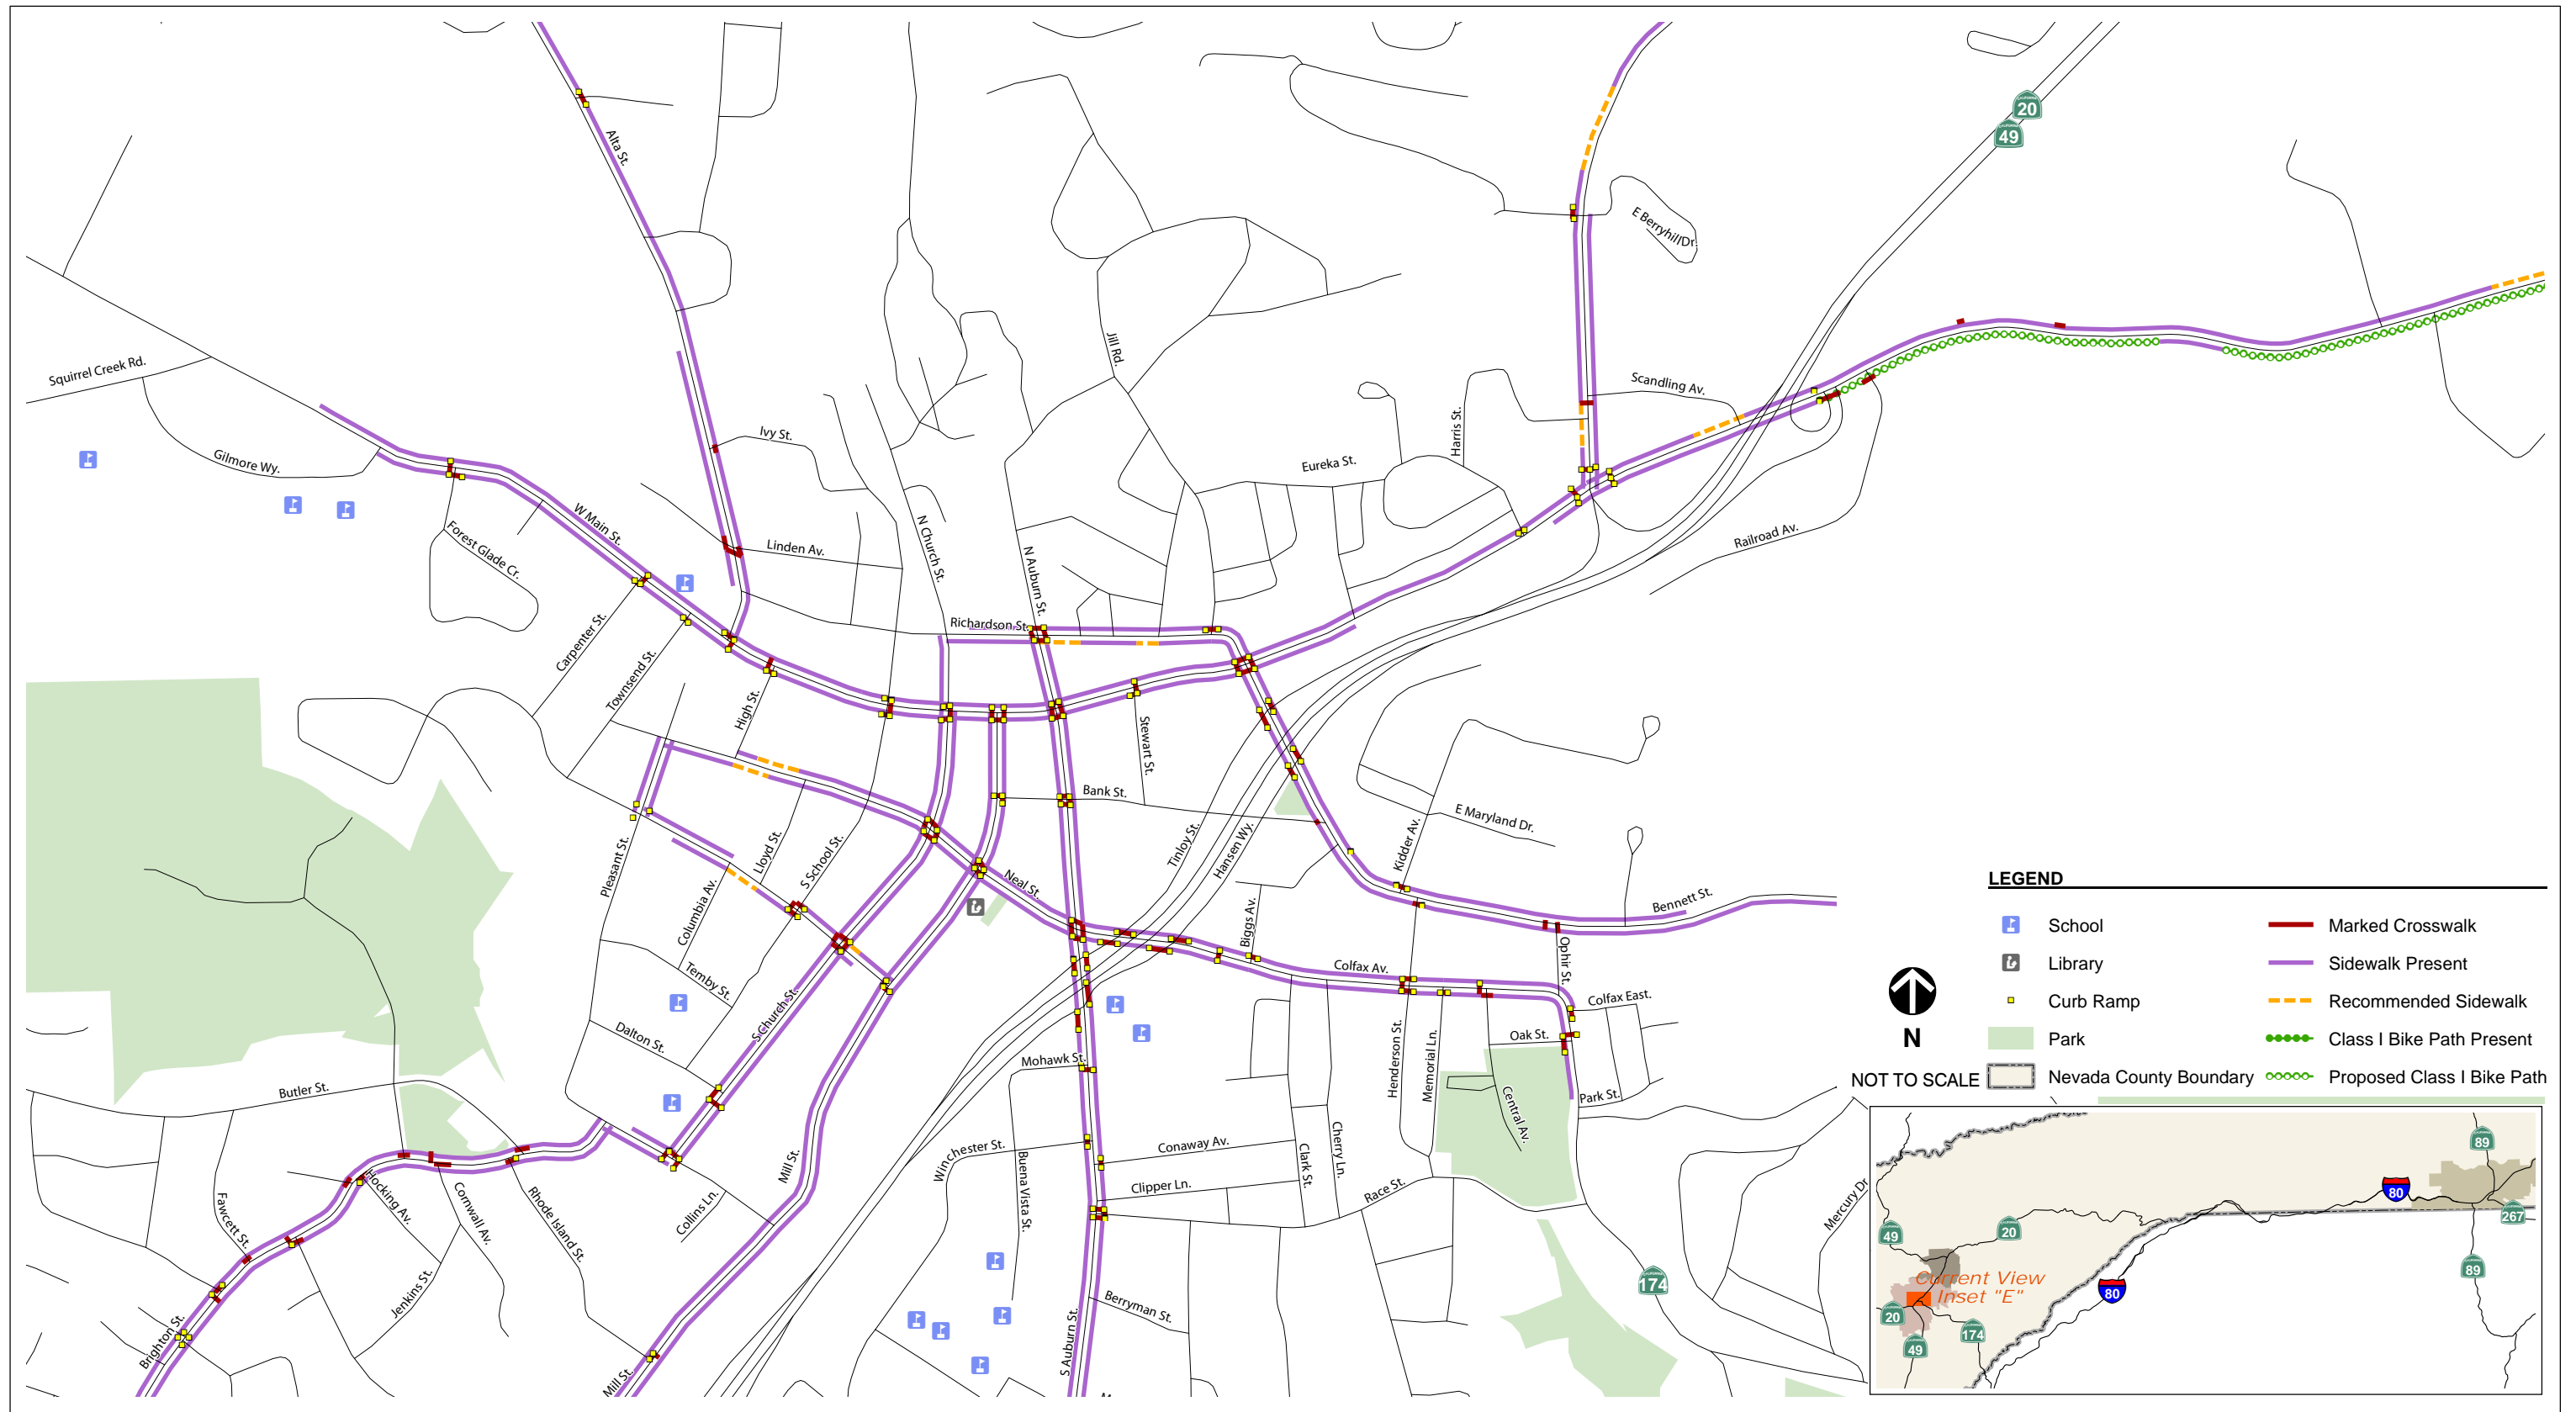 20
49
Alta St.
E Berryhill Dr.
Squirrel Creek Rd.
Jill Rd.
Scandling Av.
Ivy St.
Gilmore Wy.
Harris St.
Eureka St.
W Main St.
Forest Glade Cr.
N Church St.
Linden Av.
N Auburn St.
Railroad Av.
Richardson St.
Carpenter St.
Townsend St.
High St.
Stewart St.
Bank St.
E Maryland Dr.
Kidder Av.
Tinloy St.
Hansen Wy.
Pleasant St.
Lloyd St.
S School St.
Neal St.
Columbia Av.
Biggs Av.
Bennett St.
Temby St.
Colfax Av.
Ophir St.
Colfax East.
S Church St.
Dalton St.
Oak St.
Henderson St.
Memorial Ln.
Central Av.
Park St.
Mohawk St.
Butler St.
Mill St.
Winchester St.
Buena Vista St.
Conaway Av.
Clipper Ln.
Clark St.
Cherry Ln.
Race St.
Fawcett St.
Hocking Av.
Cornwall Av.
Rhode Island St.
Collins Ln.
Mercury Dr
Jenkins St.
174
Berryman St.
S Auburn St.
Brighton St.
Mill St.
LEGEND
School
Library
Curb Ramp
Park
Nevada County Boundary
Marked Crosswalk
Sidewalk Present
Recommended Sidewalk
Class I Bike Path Present
Proposed Class I Bike Path
N
NOT TO SCALE
89
80
267
49
20
89
Current View
Inset "E"
80
20
174
49